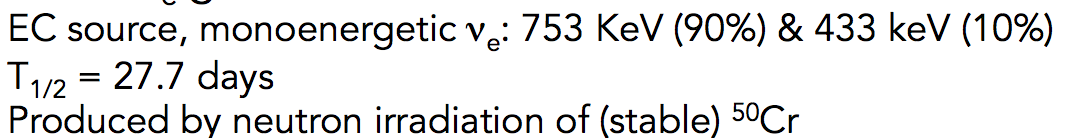 EC source, monoenergetic νₑ: 753 KeV (90%) & 433 keV (10%)
T₁/₂ = 27.7 days
Produced by neutron irradiation of (stable) ⁵⁰Cr